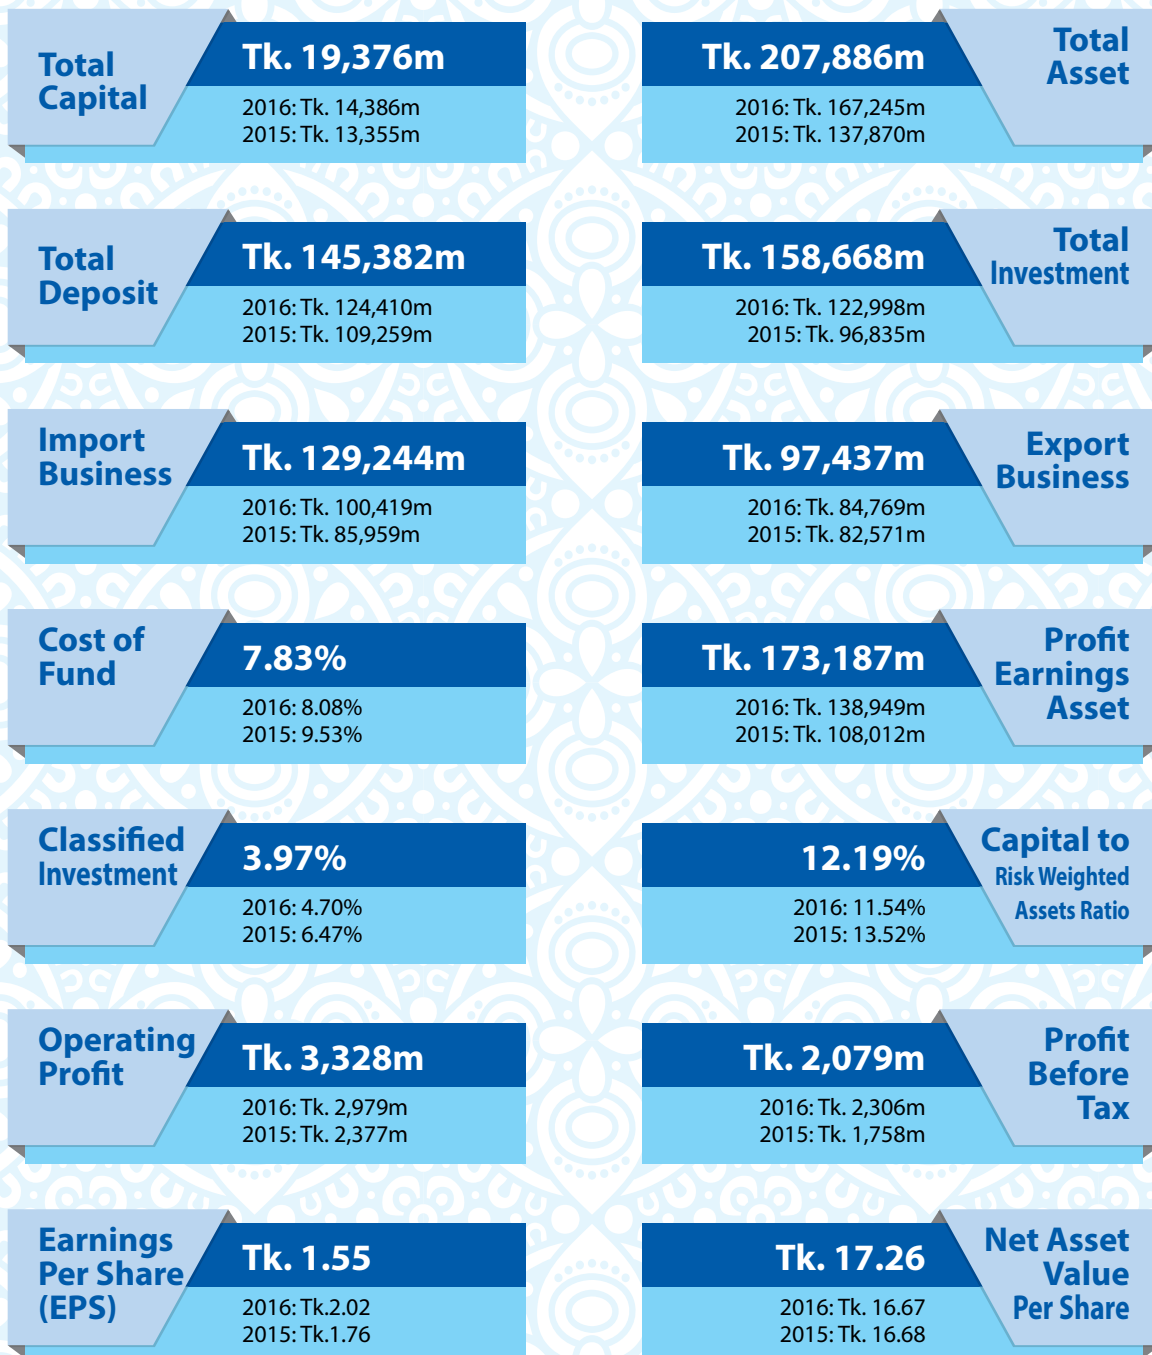 Total
Capital
Tk. 19,376m
2016: Tk. 14,386m
2015: Tk. 13,355m
Tk. 207,886m
2016: Tk. 167,245m
2015: Tk. 137,870m
Total
Asset
Total
Deposit
Tk. 145,382m
2016: Tk. 124,410m
2015: Tk. 109,259m
Tk. 158,668m
2016: Tk. 122,998m
2015: Tk. 96,835m
Total
Investment
Import
Business
Tk. 129,244m
2016: Tk. 100,419m
2015: Tk. 85,959m
Tk. 97,437m
2016: Tk. 84,769m
2015: Tk. 82,571m
Export
Business
Cost of
Fund
7.83%
2016: 8.08%
2015: 9.53%
Tk. 173,187m
2016: Tk. 138,949m
2015: Tk. 108,012m
Profit
Earnings
Asset
Classified
Investment
3.97%
2016: 4.70%
2015: 6.47%
12.19%
2016: 11.54%
2015: 13.52%
Capital to
Risk Weighted
Assets Ratio
Operating
Profit
Tk. 3,328m
2016: Tk. 2,979m
2015: Tk. 2,377m
Tk. 2,079m
2016: Tk. 2,306m
2015: Tk. 1,758m
Profit
Before
Tax
Earnings
Per Share
(EPS)
Tk. 1.55
2016: Tk.2.02
2015: Tk.1.76
Tk. 17.26
2016: Tk. 16.67
2015: Tk. 16.68
Net Asset
Value
Per Share